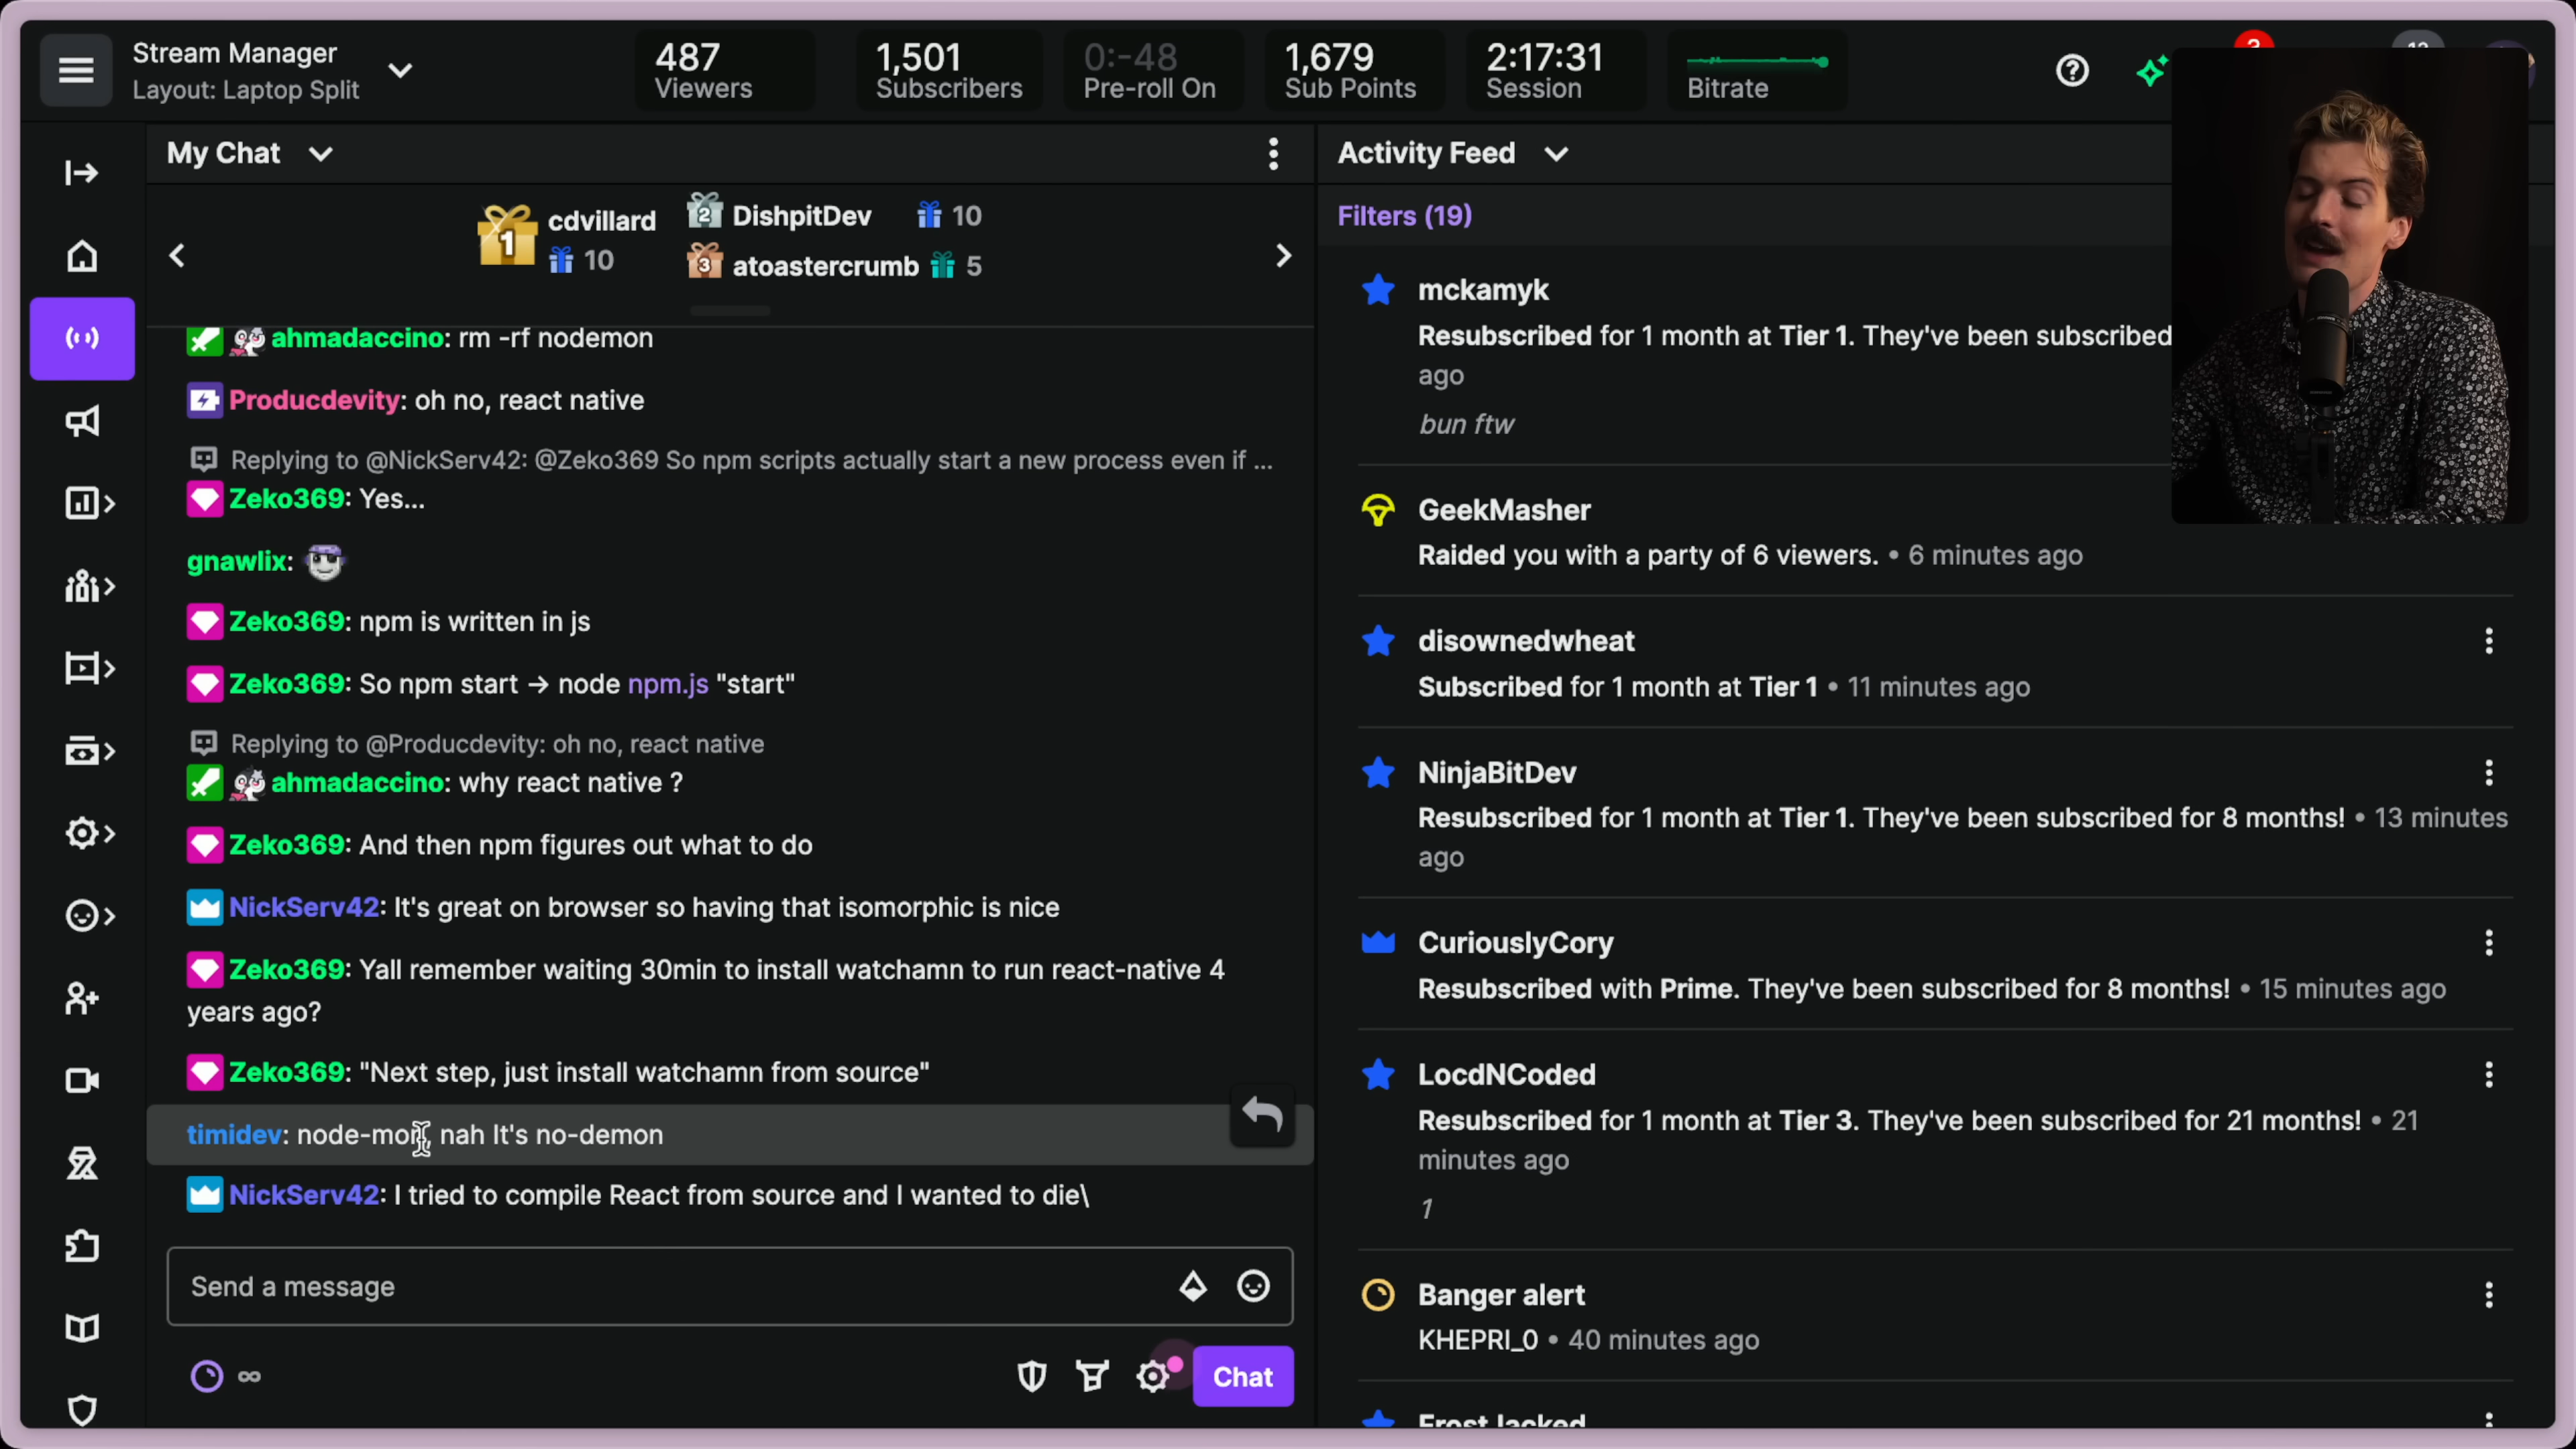 Stream Manager
Layout: Laptop Split
487
Viewers
1,501
Subscribers
0:-48
Pre-roll On
1,679
Sub Points
2:17:31
Session
Bitrate
My Chat
1 cdvillard
10
2 DishpitDev 10
3 atoastercrumb 5
ahmadaccino: rm -rf nodemon
Producdevity: oh no, react native
Replying to @NickServ42: @Zeko369 So npm scripts actually start a new process even if ...
Zeko369: Yes...
gnawlix:
Zeko369: npm is written in js
Zeko369: So npm start → node npm.js "start"
Replying to @Producdevity: oh no, react native
ahmadaccino: why react native ?
Zeko369: And then npm figures out what to do
NickServ42: It's great on browser so having that isomorphic is nice
Zeko369: Yall remember waiting 30min to install watchamn to run react-native 4
years ago?
Zeko369: "Next step, just install watchamn from source"
timidev: node-mon, nah It's no-demon
NickServ42: I tried to compile React from source and I wanted to die\
Send a message
∞
Chat
Activity Feed
Filters (19)
mckamyk
Resubscribed for 1 month at Tier 1. They've been subscribed
ago
bun ftw
GeekMasher
Raided you with a party of 6 viewers. • 6 minutes ago
disownedwheat
Subscribed for 1 month at Tier 1 • 11 minutes ago
NinjaBitDev
Resubscribed for 1 month at Tier 1. They've been subscribed for 8 months! • 13 minutes
ago
CuriouslyCory
Resubscribed with Prime. They've been subscribed for 8 months! • 15 minutes ago
LocdNCoded
Resubscribed for 1 month at Tier 3. They've been subscribed for 21 months! • 21
minutes ago
1
Banger alert
KHEPRI_0 • 40 minutes ago